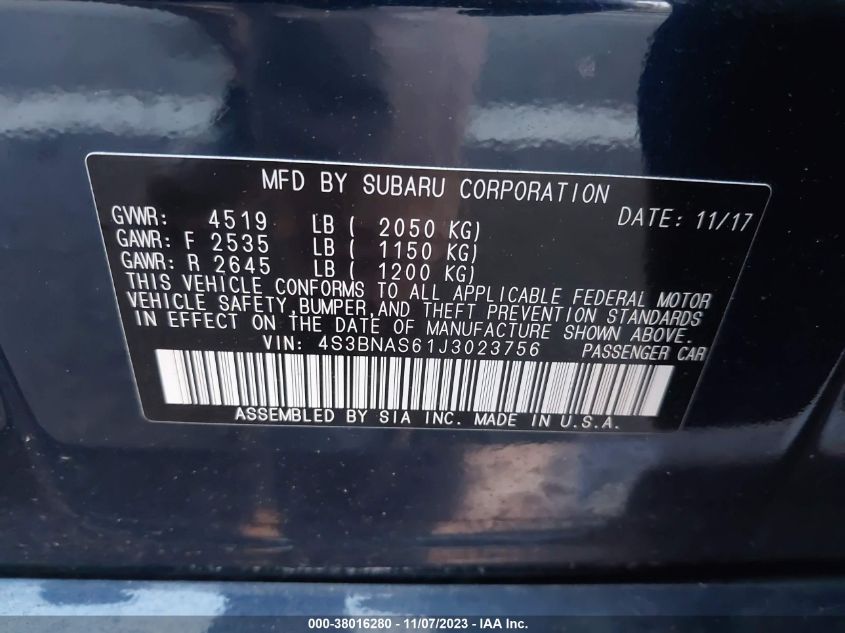 MFD BY SUBARU CORPORATION
DATE: 11/17
GVWR: 4519 LB ( 2050 KG)
GAWR: F 2535 LB ( 1150 KG)
GAWR: R 2645 LB ( 1200 KG)
THIS VEHICLE CONFORMS TO ALL APPLICABLE FEDERAL MOTOR
VEHICLE SAFETY,BUMPER,AND THEFT PREVENTION STANDARDS
IN EFFECT ON THE DATE OF MANUFACTURE SHOWN ABOVE.
VIN: 4S3BNAS61J3023756 PASSENGER CAR
ASSEMBLED BY SIA INC. MADE IN U.S.A.
000-38016280 - 11/07/2023 - IAA Inc.